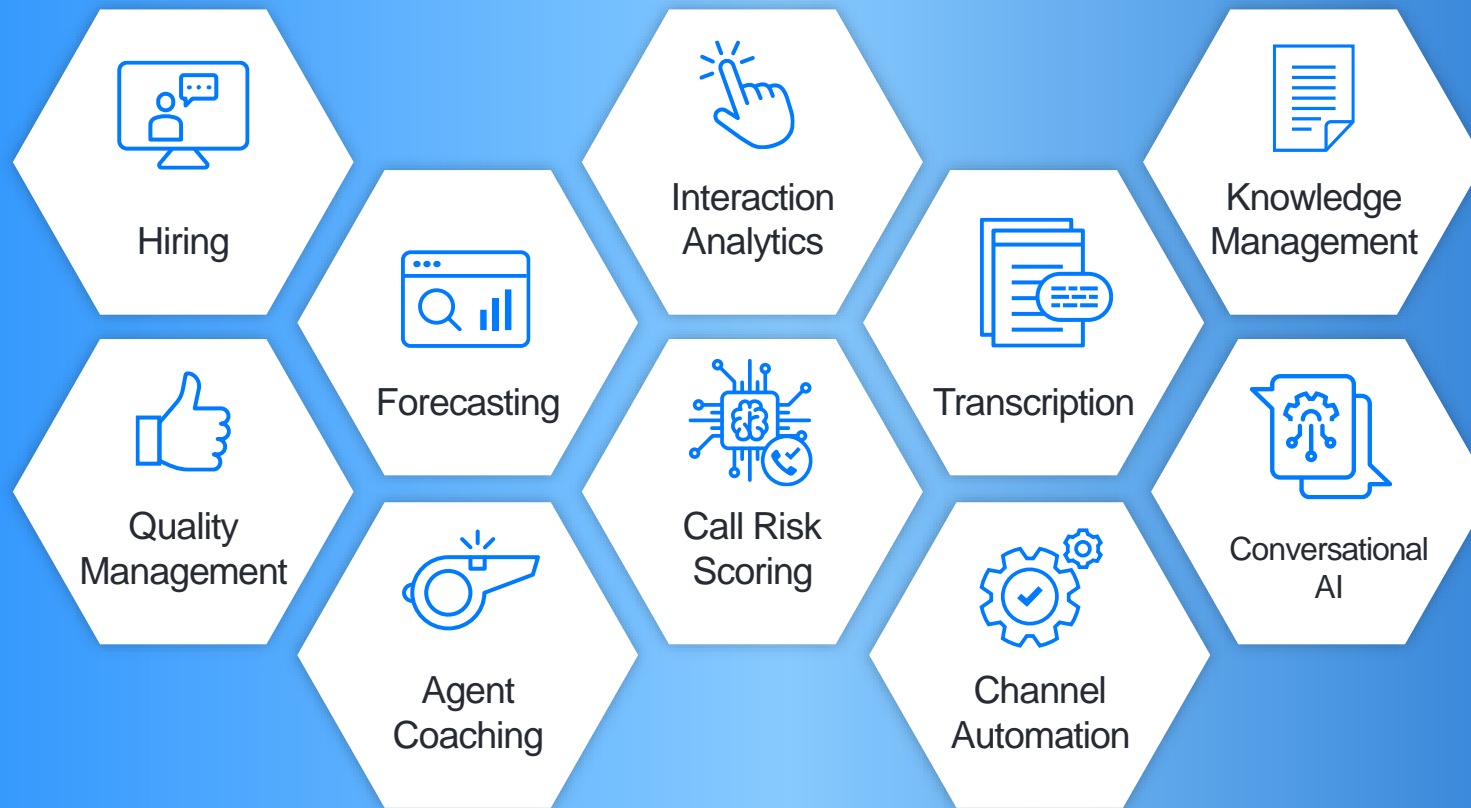 Hiring
Interaction
Analytics
Knowledge
Management
Forecasting
Transcription
Quality
Management
Call Risk
Scoring
Conversational
AI
Agent
Coaching
Channel
Automation